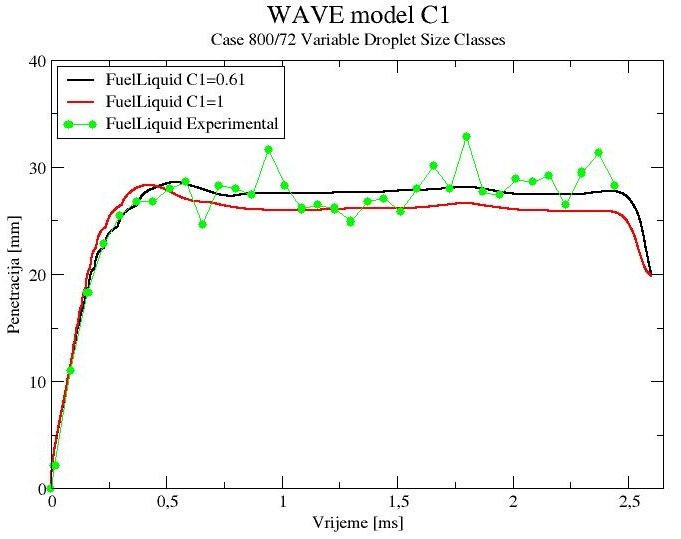 WAVE model C1
Case 800/72 Variable Droplet Size Classes
FuelLiquid C1=0.61
FuelLiquid C1=1
FuelLiquid Experimental
40
30
20
10
0
Penetracija [mm]
0
0,5
1
1,5
2
2,5
Vrijeme [ms]